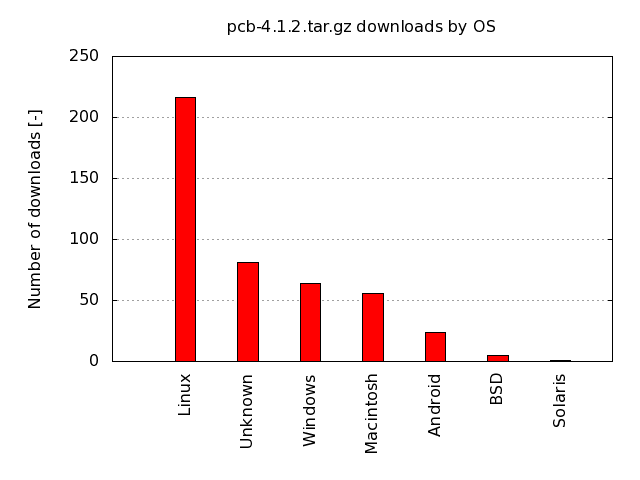 pcb-4.1.2.tar.gz downloads by OS
Number of downloads [-]
250
200
150
100
50
0
Linux
Unknown
Windows
Macintosh
Android
BSD
Solaris